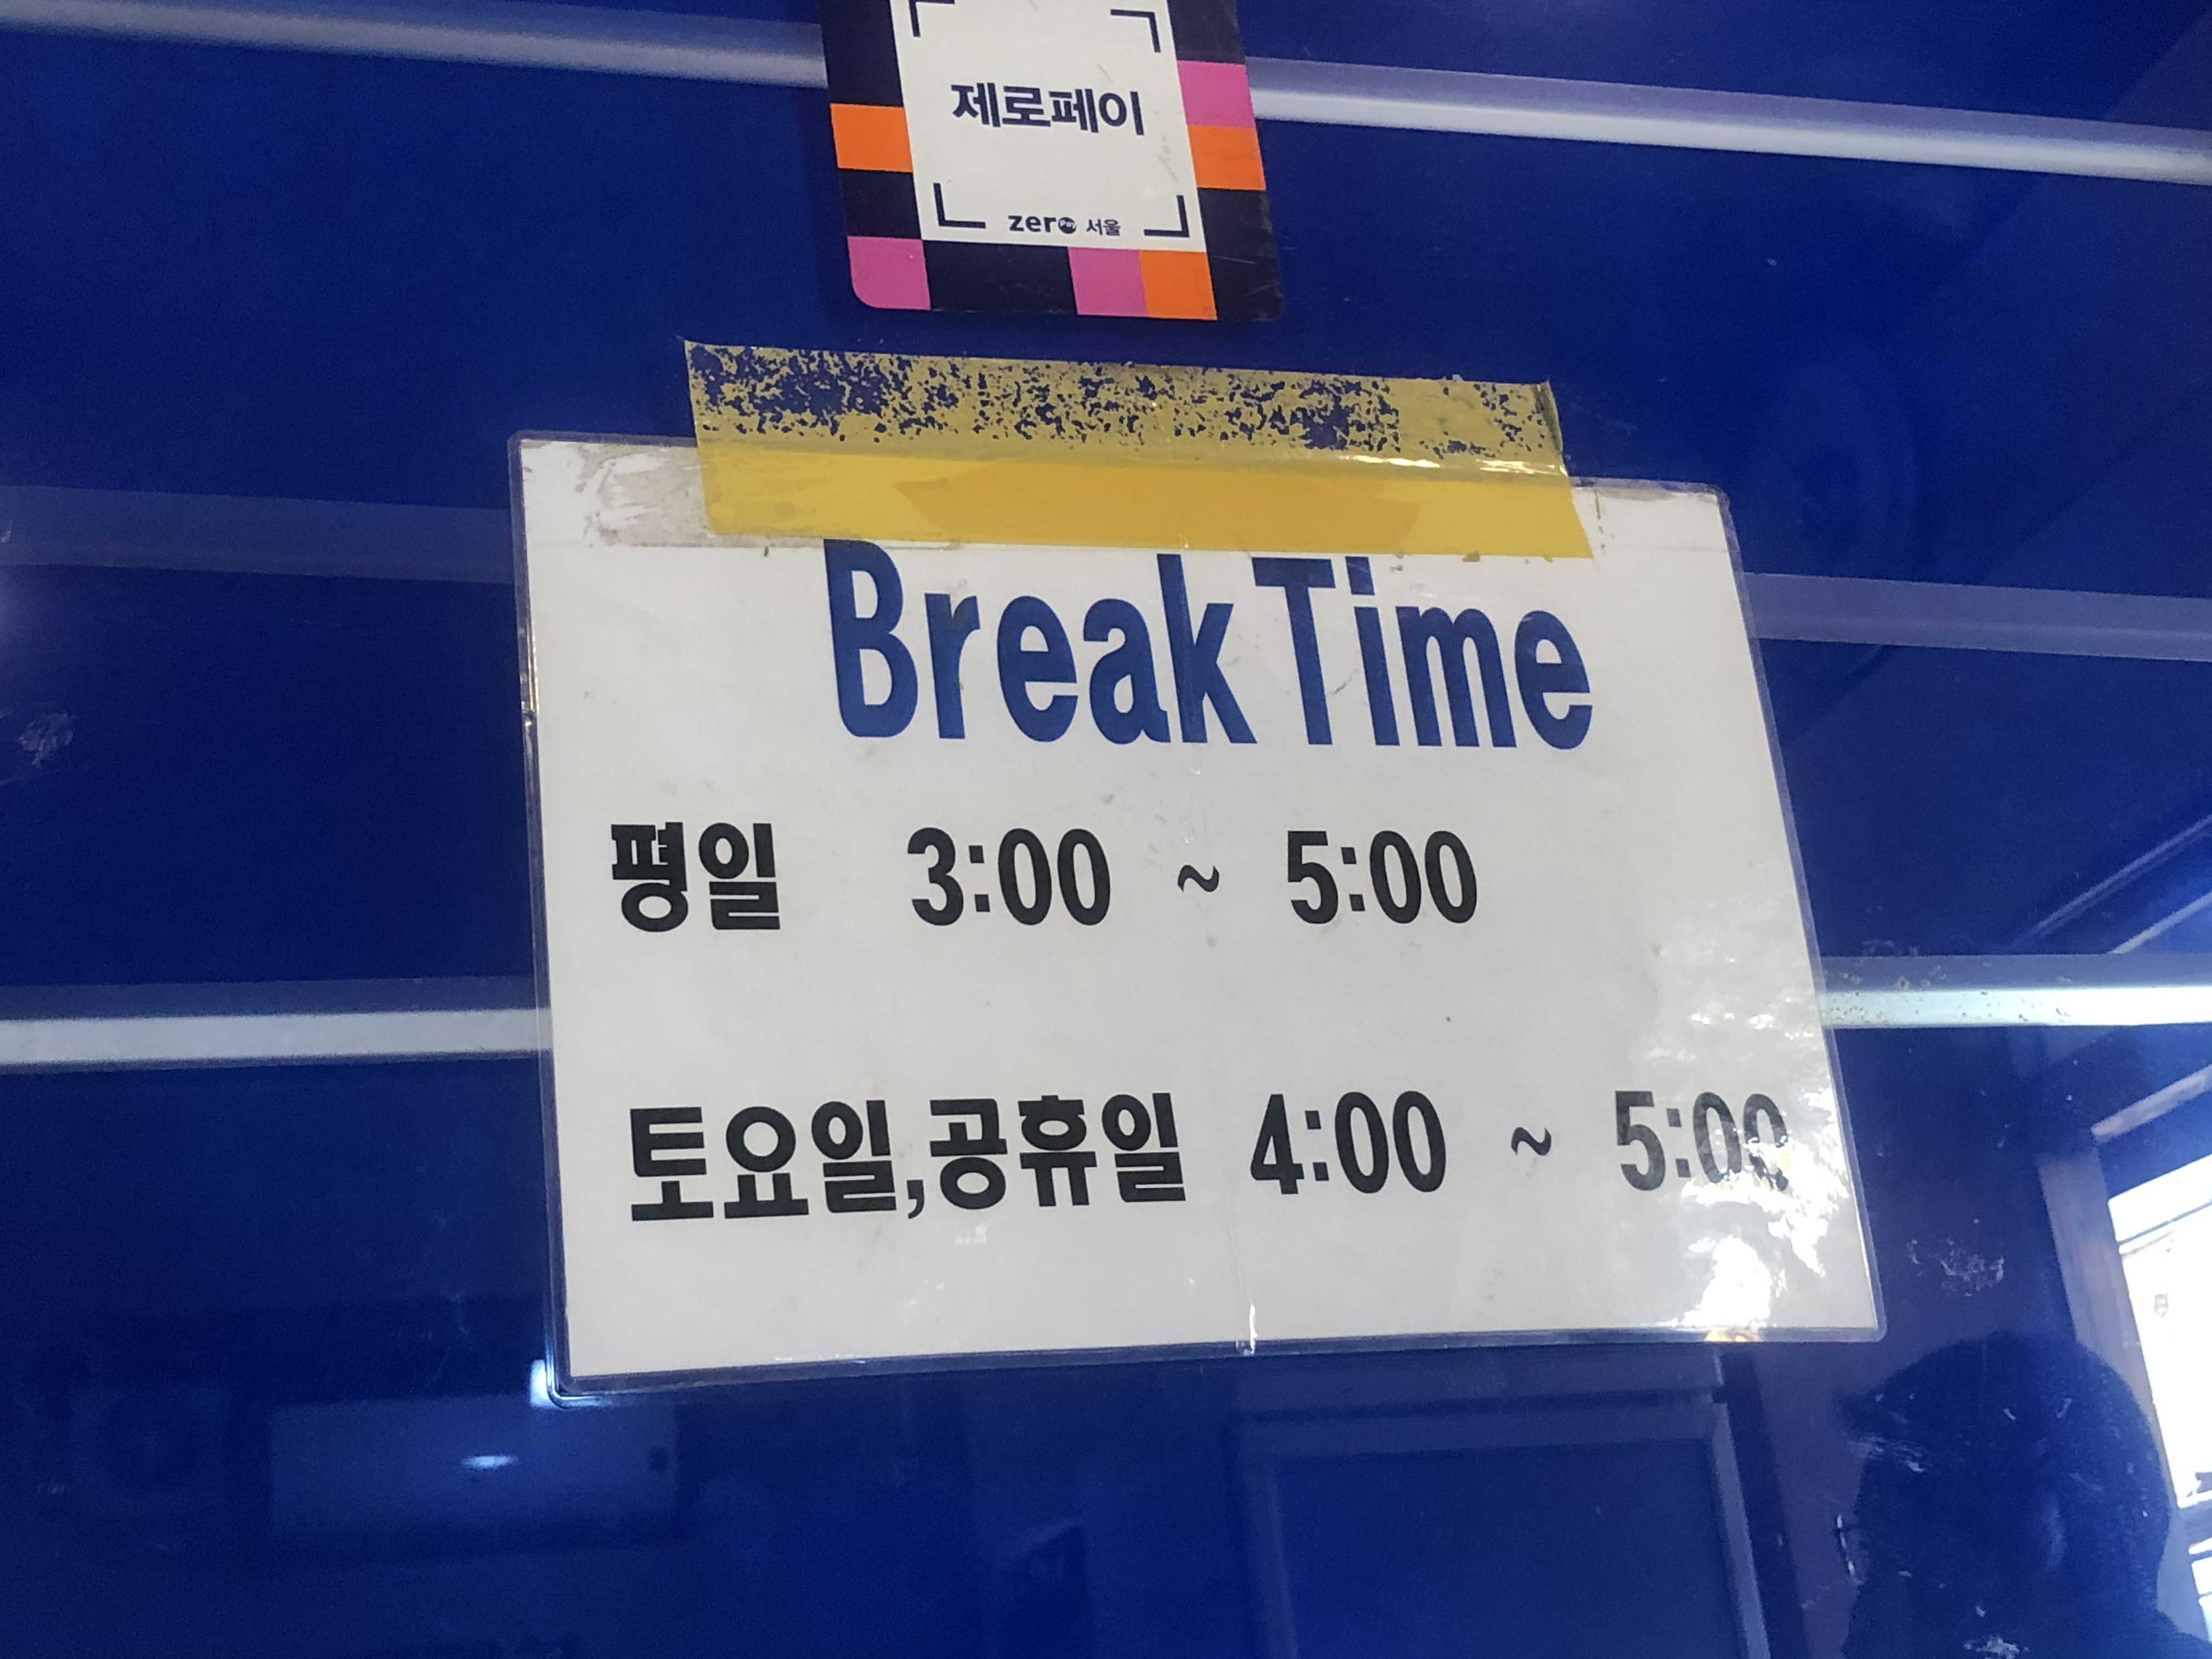 제로페이
zero Pay 서울
Break Time
평일 3:00 ~ 5:00
토요일,공휴일 4:00 ~ 5:00